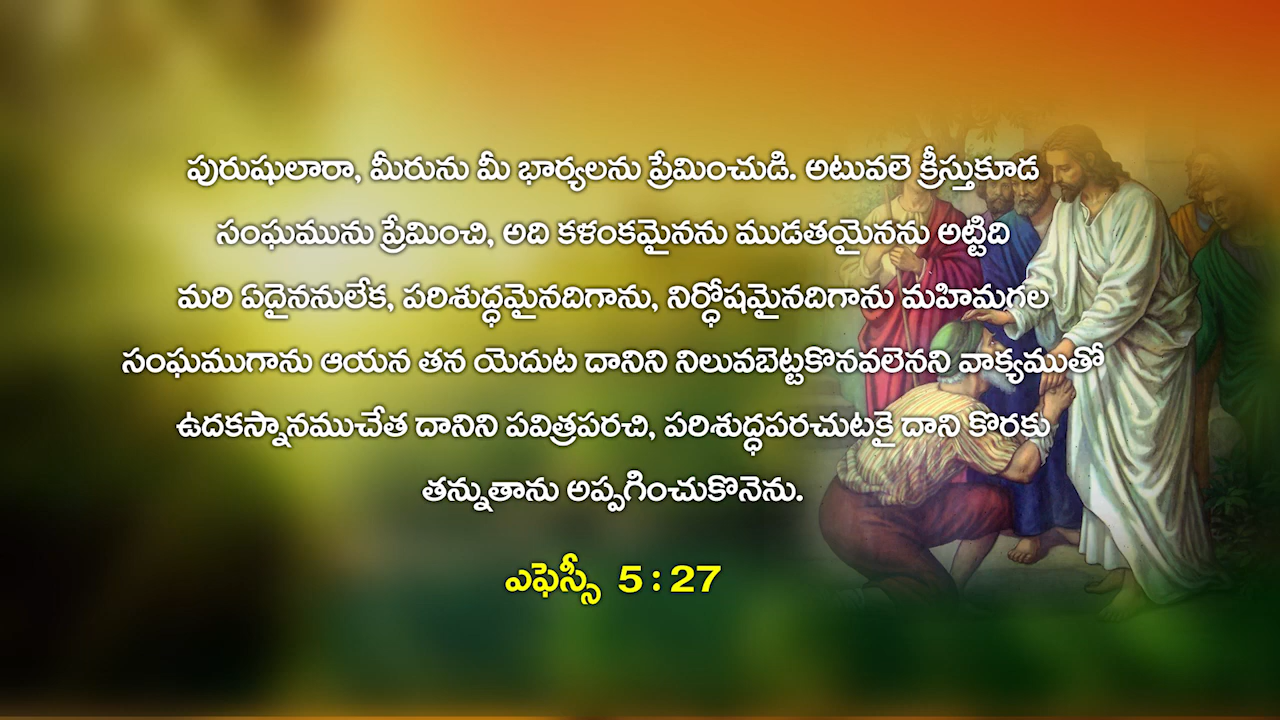 పురుషులారా, మీరును మీ భార్యలను ప్రేమించుడి. అటువలె క్రీస్తుకూడ
సంఘమును ప్రేమించి, అది కళంకమైనను ముడతయైనను అట్టిది
మరి ఏదైననులేక, పరిశుద్ధమైనదిగాను, నిర్ధోషమైనదిగాను మహిమగల
సంఘముగాను ఆయన తన యెదుట దానిని నిలువబెట్టకొనవలెనని వాక్యముతో
ఉదకస్నానముచేత దానిని పవిత్రపరచి, పరిశుద్ధపరచుటకై దాని కొరకు
తన్నుతాను అప్పగించుకొనెను.
ఎఫెస్సీ 5 : 27